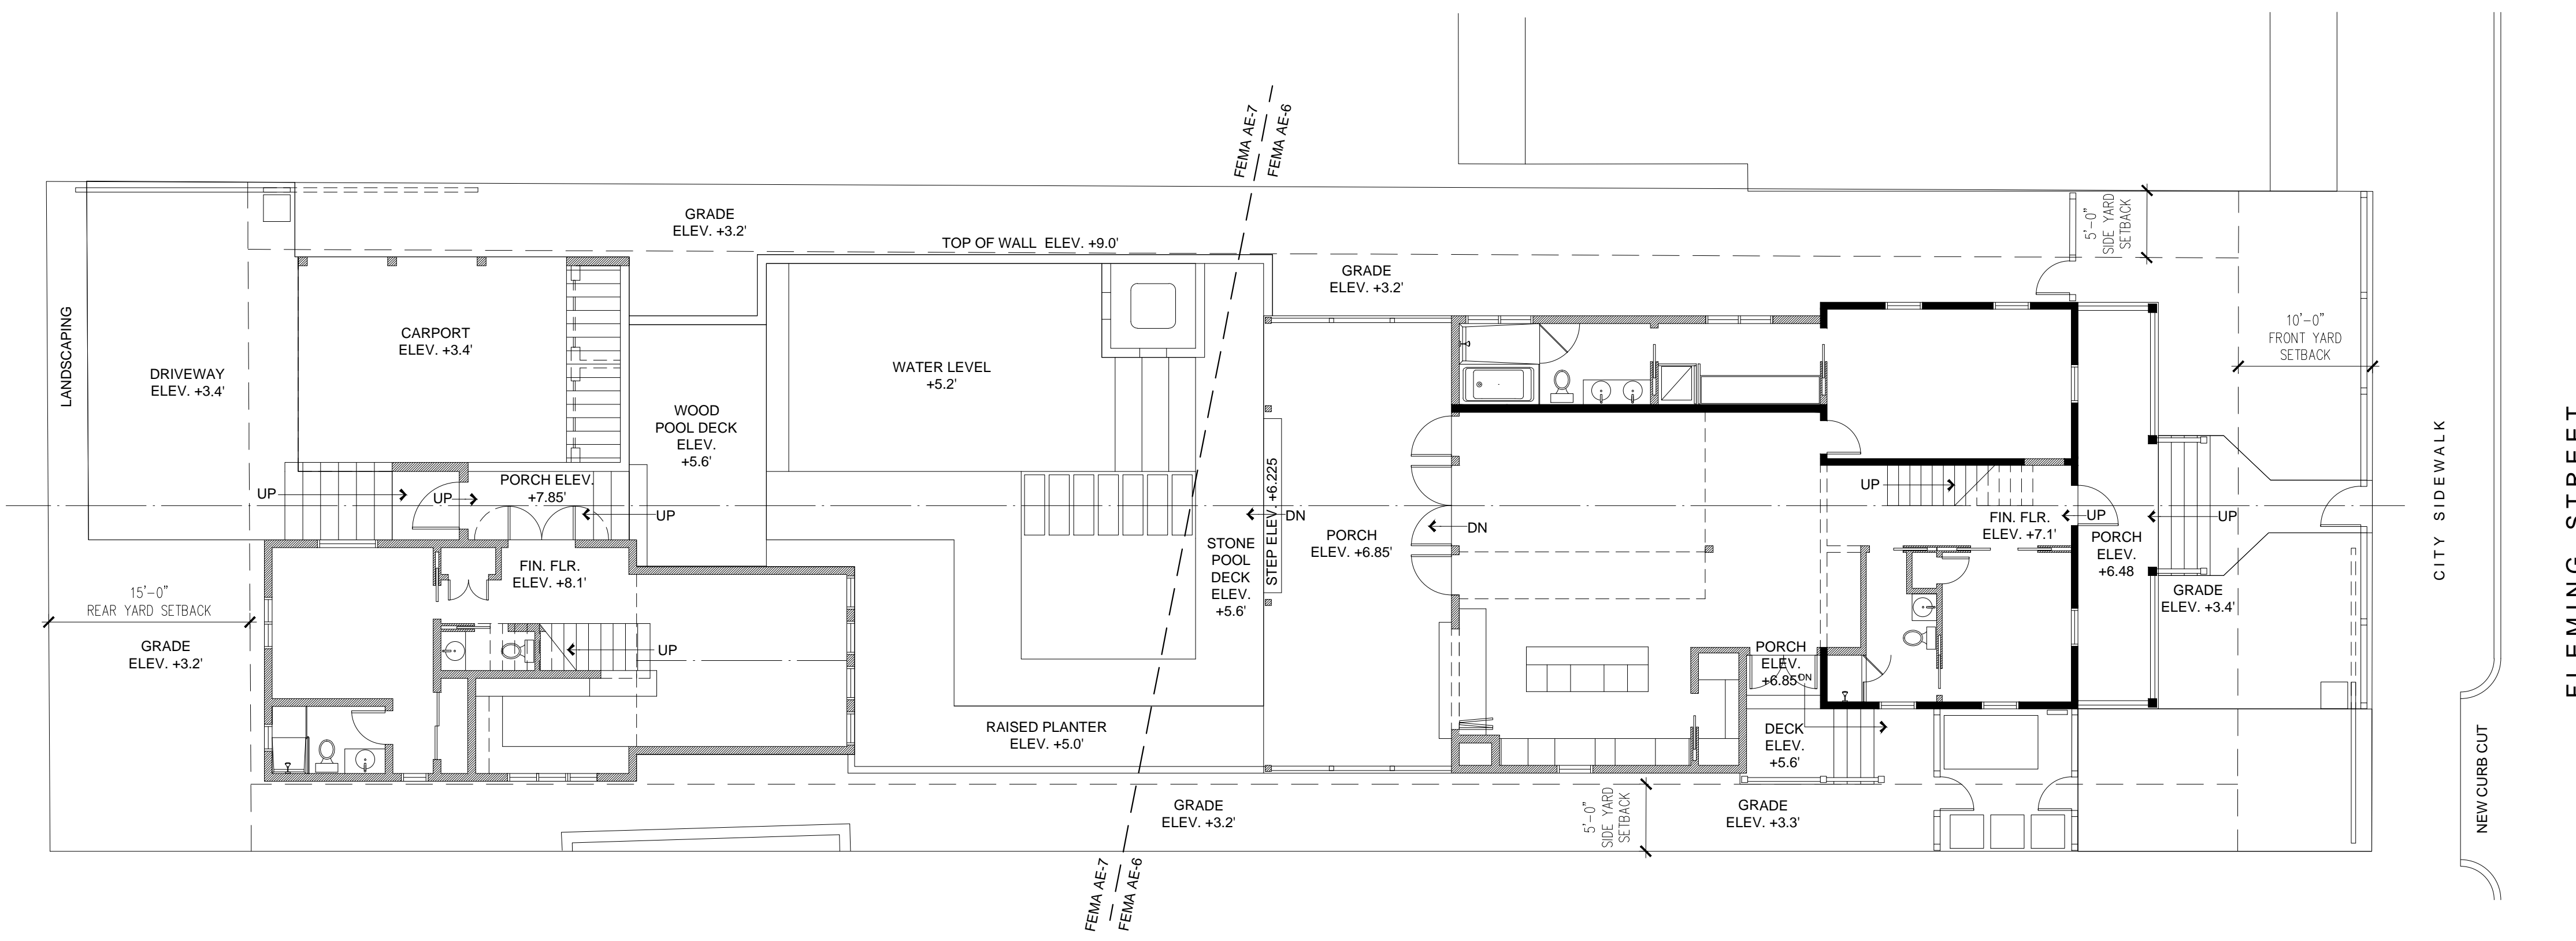 FEMA AE-7
FEMA AE-6
GRADE
ELEV. +3.2'
TOP OF WALL  ELEV. +9.0'
5'-0"
SIDE YARD
SETBACK
GRADE
ELEV. +3.2'
LANDSCAPING
DRIVEWAY
ELEV. +3.4'
CARPORT
ELEV. +3.4'
WATER LEVEL
+5.2'
10'-0"
FRONT YARD
SETBACK
WOOD
POOL DECK
ELEV.
+5.6'
UP
UP
PORCH ELEV.
+7.85'
UP
STEP ELEV. +6.225
DN
STONE
POOL
DECK
ELEV.
+5.6'
PORCH
ELEV. +6.85'
DN
UP
FIN. FLR.
ELEV. +7.1'
UP
PORCH
ELEV.
+6.48
UP
CITY SIDEWALK
FLEMING STREET
FIN. FLR.
ELEV. +8.1'
15'-0"
REAR YARD SETBACK
GRADE
ELEV. +3.2'
UP
GRADE
ELEV. +3.4'
PORCH
ELEV.
+6.85'
DN
RAISED PLANTER
ELEV. +5.0'
DECK
ELEV.
+5.6'
NEW CURB CUT
GRADE
ELEV. +3.2'
5'-0"
SIDE YARD
SETBACK
GRADE
ELEV. +3.3'
FEMA AE-7
FEMA AE-6